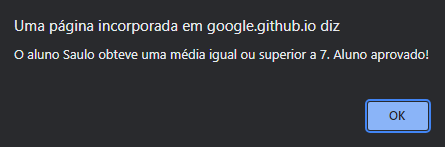 Uma página incorporada em google.github.io diz
O aluno Saulo obteve uma média igual ou superior a 7. Aluno aprovado!
OK